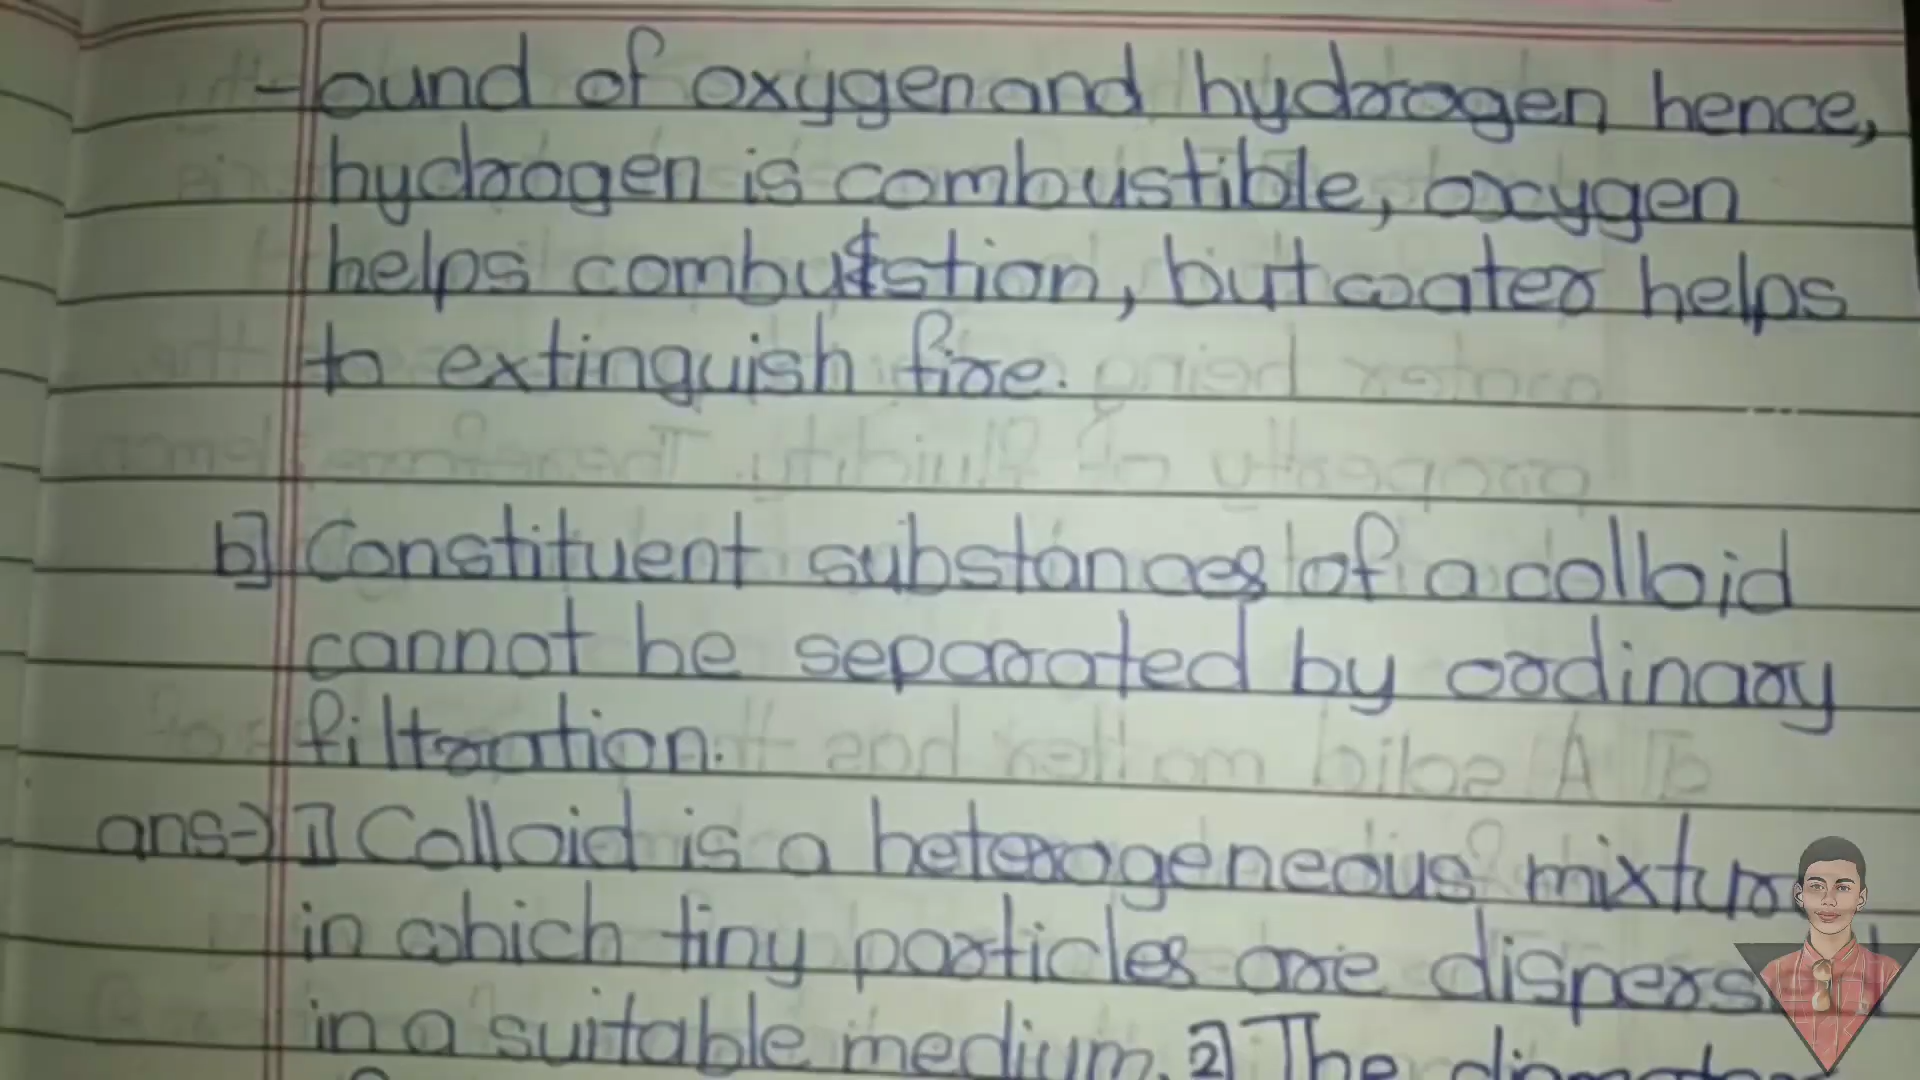 -ound of oxygen and hydrogen hence,
hydrogen is combustible, oxygen
helps combustion, but water helps
to extinguish fire.
b] Constituent substances of a colloid
cannot be separated by ordinary
filtration.
ans→ 1] Colloid is a heterogeneous mixture
in which tiny particles are dispersed
in a suitable medium. 2] The diameter